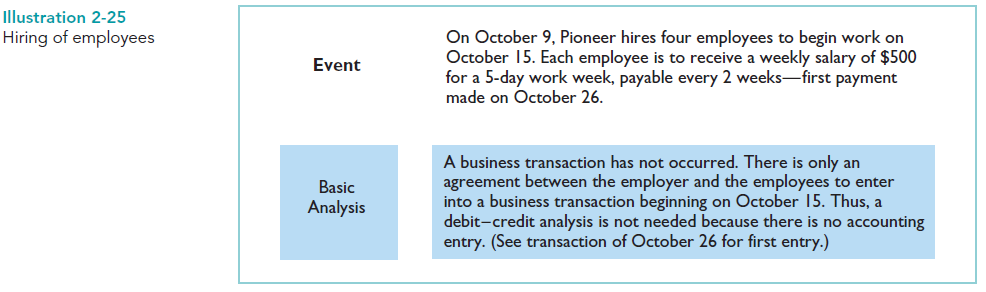 Illustration 2-25
Hiring of employees
Event
On October 9, Pioneer hires four employees to begin work on
October 15. Each employee is to receive a weekly salary of $500
for a 5-day work week, payable every 2 weeks—first payment
made on October 26.
Basic
Analysis
A business transaction has not occurred. There is only an
agreement between the employer and the employees to enter
into a business transaction beginning on October 15. Thus, a
debit–credit analysis is not needed because there is no accounting
entry. (See transaction of October 26 for first entry.)